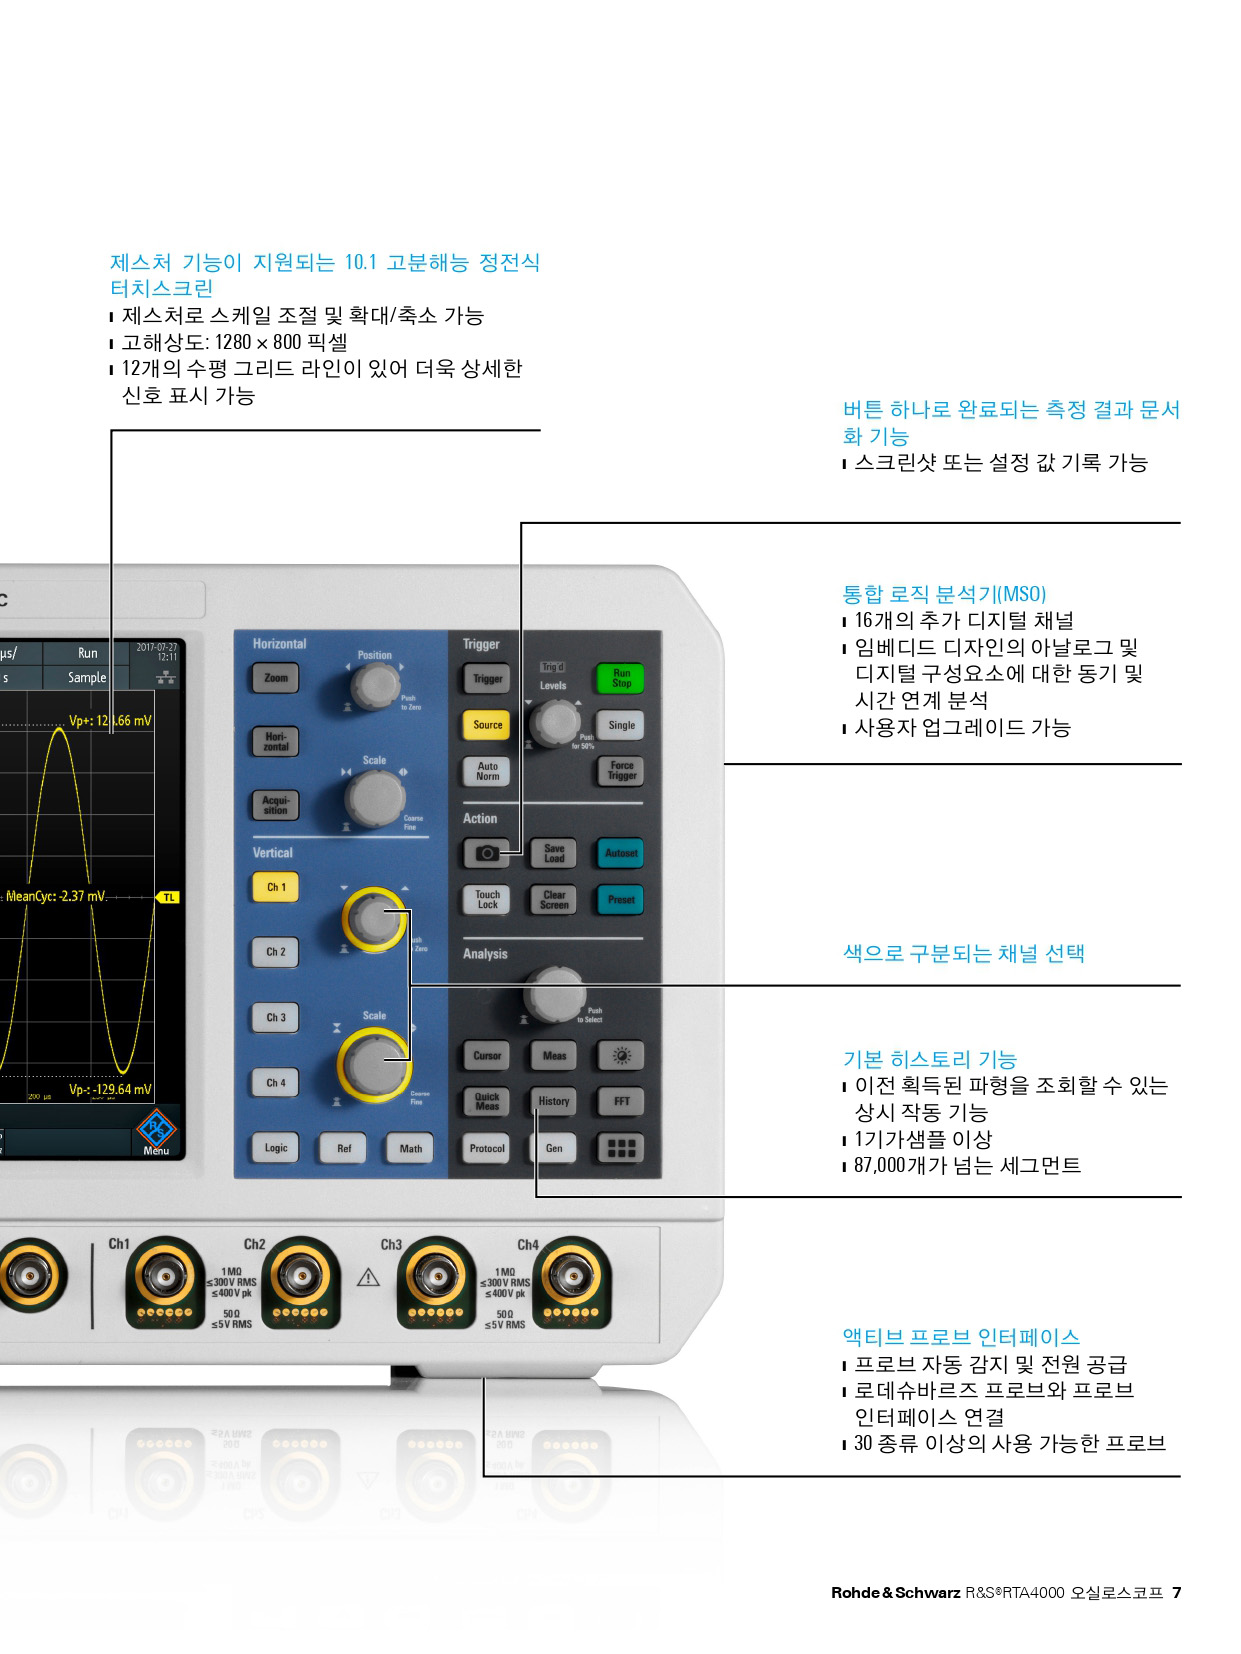 제스처 기능이 지원되는 10.1 고분해능 정전식
터치스크린
제스처로 스케일 조절 및 확대/축소 가능
고해상도: 1280 × 800 픽셀
12개의 수평 그리드 라인이 있어 더욱 상세한
신호 표시 가능
버튼 하나로 완료되는 측정 결과 문서
화 기능
스크린샷 또는 설정 값 기록 가능
통합 로직 분석기(MSO)
16개의 추가 디지털 채널
임베디드 디자인의 아날로그 및
디지털 구성요소에 대한 동기 및
시간 연계 분석
사용자 업그레이드 가능
색으로 구분되는 채널 선택
기본 히스토리 기능
이전 획득된 파형을 조회할 수 있는
상시 작동 기능
1기가샘플 이상
87,000개가 넘는 세그먼트
액티브 프로브 인터페이스
프로브 자동 감지 및 전원 공급
로데슈바르즈 프로브와 프로브
인터페이스 연결
30 종류 이상의 사용 가능한 프로브
C
µs/
Run
2017-07-27
12:11
s
Sample
Vp+: 128.66 mV
MeanCyc: -2.37 mV
TL
Vp-: -129.64 mV
200 µs
R S
Menu
Horizontal
Zoom
Position
Push
to Zero
Hori-
zontal
Scale
Acqui-
sition
Coarse
Fine
Vertical
Ch 1
Push
to Zero
Ch 2
Ch 3
Scale
Ch 4
Coarse
Fine
Logic
Ref
Math
Trigger
Trigger
Trig'd
Levels
Run
Stop
Source
Push
for 50%
Single
Auto
Norm
Force
Trigger
Action
Save
Load
Autoset
Touch
Lock
Clear
Screen
Preset
Analysis
Push
to Select
Cursor
Meas
Quick
Meas
History
FFT
Protocol
Gen
Ch1
Ch2
Ch3
Ch4
1 MΩ
≤300 V RMS
≤400 V pk
50 Ω
≤5 V RMS
1 MΩ
≤300 V RMS
≤400 V pk
50 Ω
≤5 V RMS
Rohde & Schwarz R&S®RTA4000 오실로스코프 7